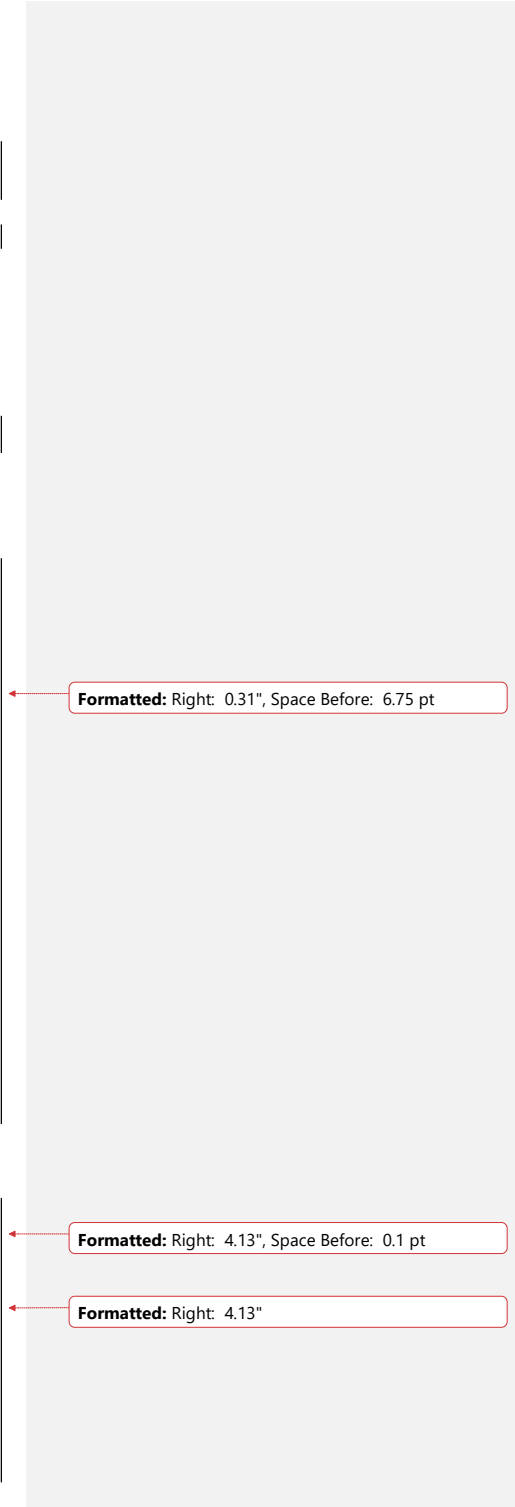 Formatted: Right: 0.31", Space Before: 6.75 pt
Formatted: Right: 4.13", Space Before: 0.1 pt
Formatted: Right: 4.13"